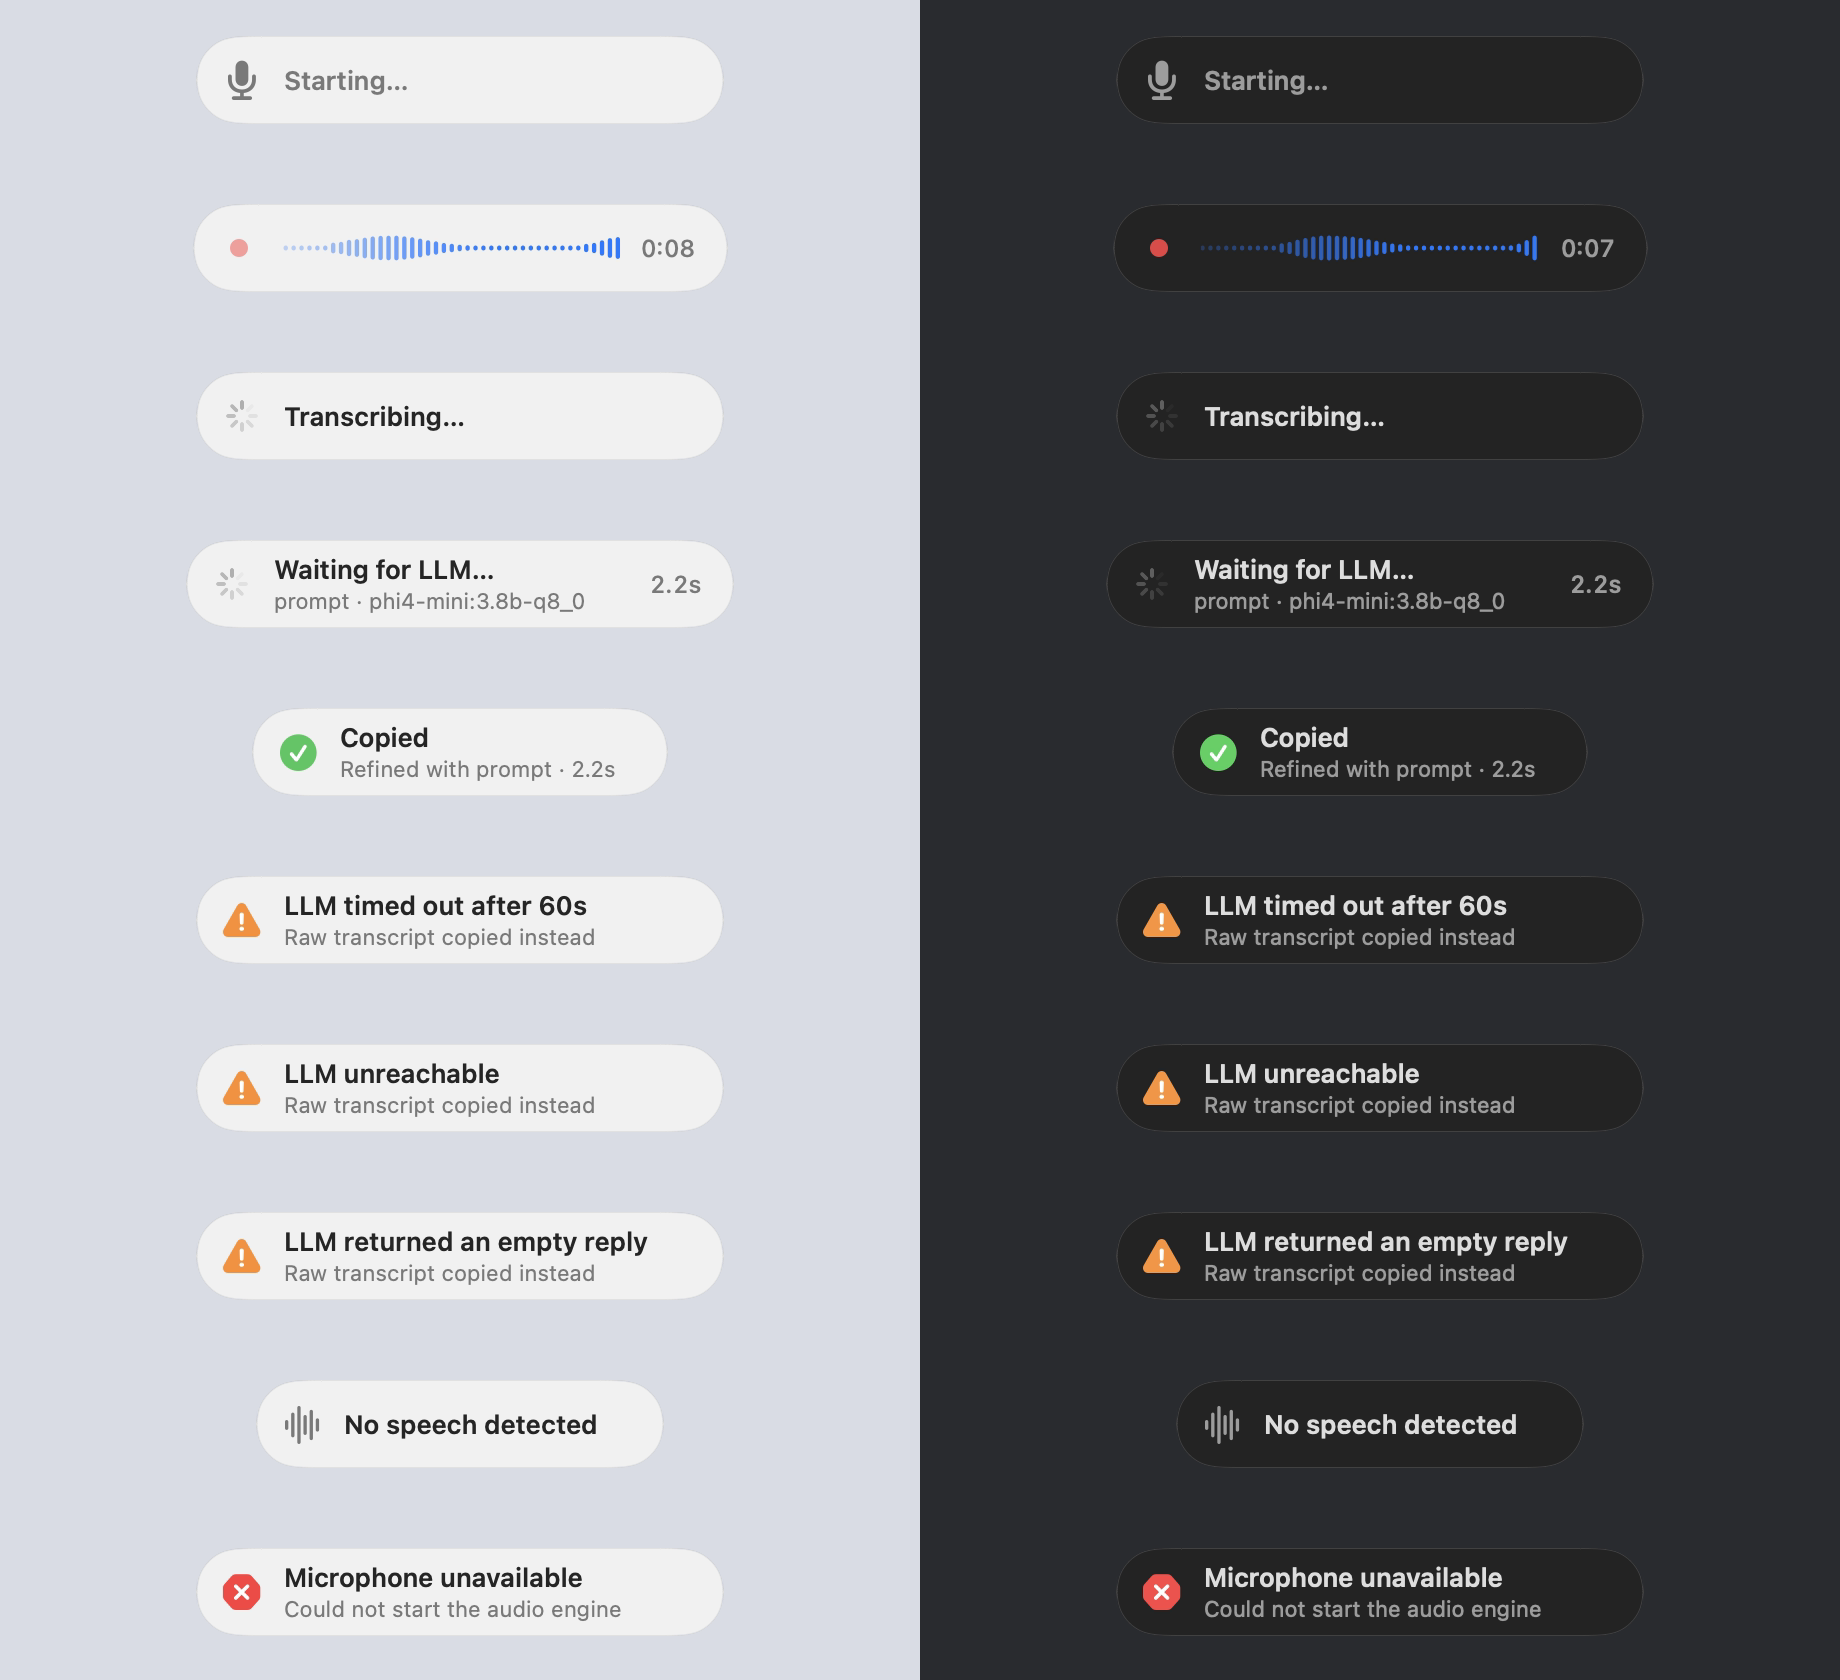 Starting...
0:08
Transcribing...
Waiting for LLM...
prompt · phi4-mini:3.8b-q8_0
2.2s
Copied
Refined with prompt · 2.2s
LLM timed out after 60s
Raw transcript copied instead
LLM unreachable
Raw transcript copied instead
LLM returned an empty reply
Raw transcript copied instead
No speech detected
Microphone unavailable
Could not start the audio engine
Starting...
0:07
Transcribing...
Waiting for LLM...
prompt · phi4-mini:3.8b-q8_0
2.2s
Copied
Refined with prompt · 2.2s
LLM timed out after 60s
Raw transcript copied instead
LLM unreachable
Raw transcript copied instead
LLM returned an empty reply
Raw transcript copied instead
No speech detected
Microphone unavailable
Could not start the audio engine